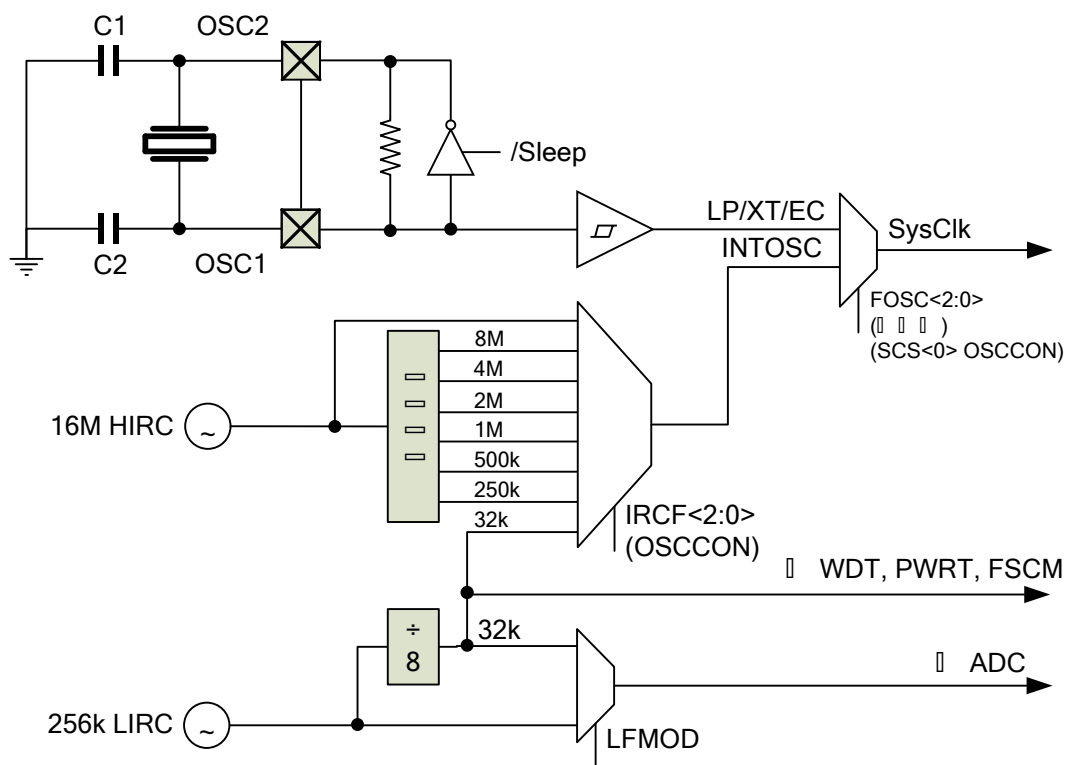 C1
OSC2
/Sleep
LP/XT/EC
SysClk
C2
OSC1
INTOSC
FOSC<2:0>
(SCS<0> OSCCON)
8M
4M
2M
16M HIRC
~
1M
500k
250k
32k
IRCF<2:0>
(OSCCON)
WDT, PWRT, FSCM
÷
8
32k
ADC
256k LIRC
~
LFMOD